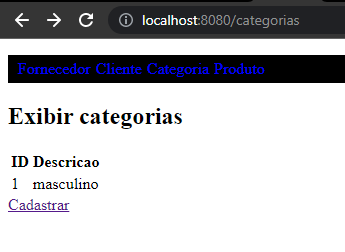 localhost:8080/categorias
Fornecedor Cliente Categoria Produto
Exibir categorias
ID Descricao
1 masculino
Cadastrar